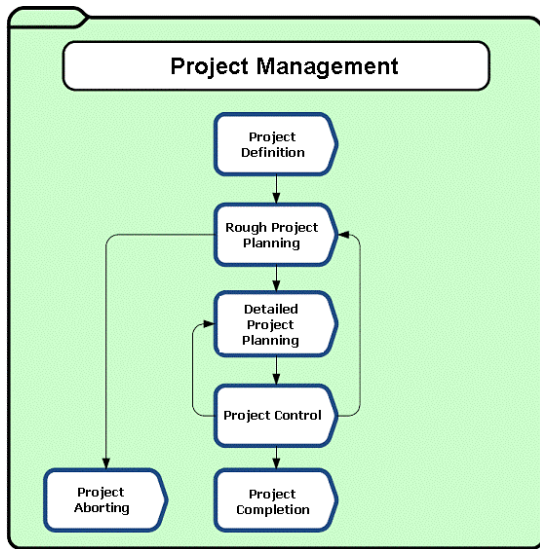 Project Management
Project
Definition
Rough Project
Planning
Detailed
Project
Planning
Project Control
Project
Aborting
Project
Completion